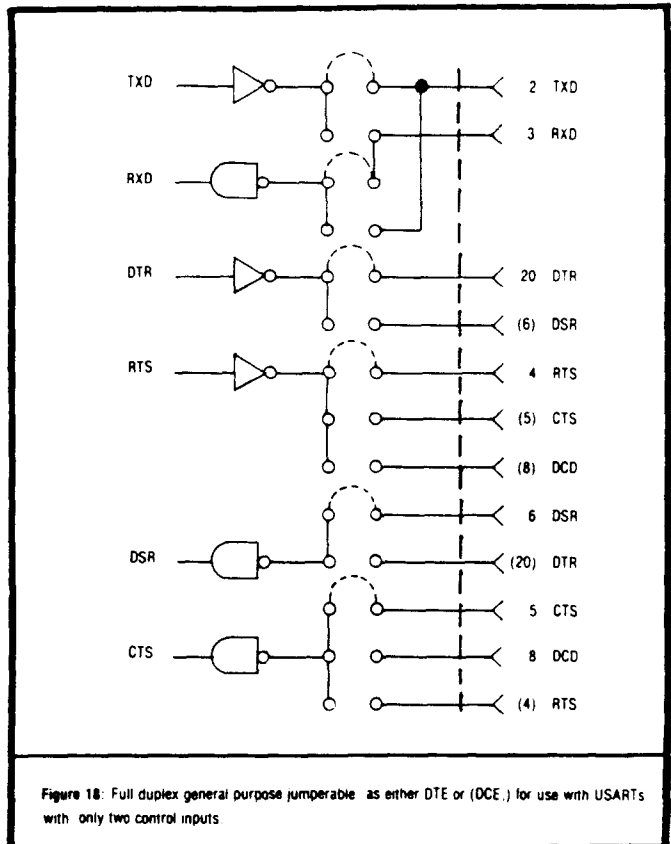 TXD 2 TXD
3 RXD
RXD
DTR 20 DTR
(6) DSR
RTS 4 RTS
(5) CTS
(8) DCD
6 DSR
DSR (20) DTR
5 CTS
CTS 8 DCD
(4) RTS
Figure 18: Full duplex general purpose jumperable as either DTE or (DCE,) for use with USARTs
with only two control inputs